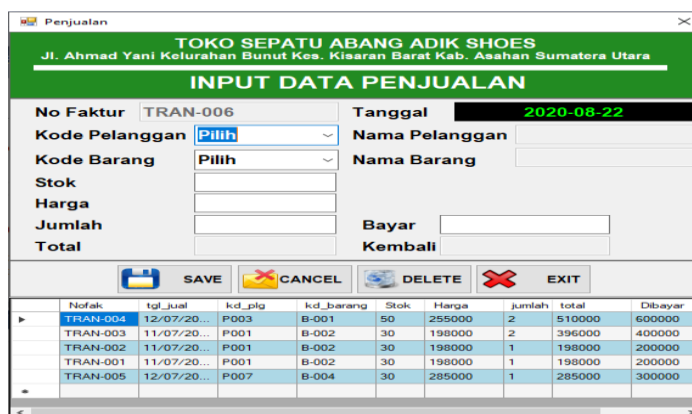 Penjualan
TOKO SEPATU ABANG ADIK SHOES
Jl. Ahmad Yani Kelurahan Bunut Kes. Kisaran Barat Kab. Asahan Sumatera Utara
INPUT DATA PENJUALAN
No Faktur TRAN-006 Tanggal 2020-08-22
Kode Pelanggan Pilih Nama Pelanggan
Kode Barang Pilih Nama Barang
Stok
Harga
Jumlah Bayar
Total Kembali
SAVE CANCEL DELETE EXIT
Nofak tgl_jual kd_plg kd_barang Stok Harga jumlah total Dibayar
TRAN-004 12/07/20... P003 B-001 50 255000 2 510000 600000
TRAN-003 11/07/20... P001 B-002 30 198000 2 396000 400000
TRAN-002 11/07/20... P001 B-002 30 198000 1 198000 200000
TRAN-001 11/07/20... P001 B-002 30 198000 1 198000 200000
TRAN-005 12/07/20... P007 B-004 30 285000 1 285000 300000